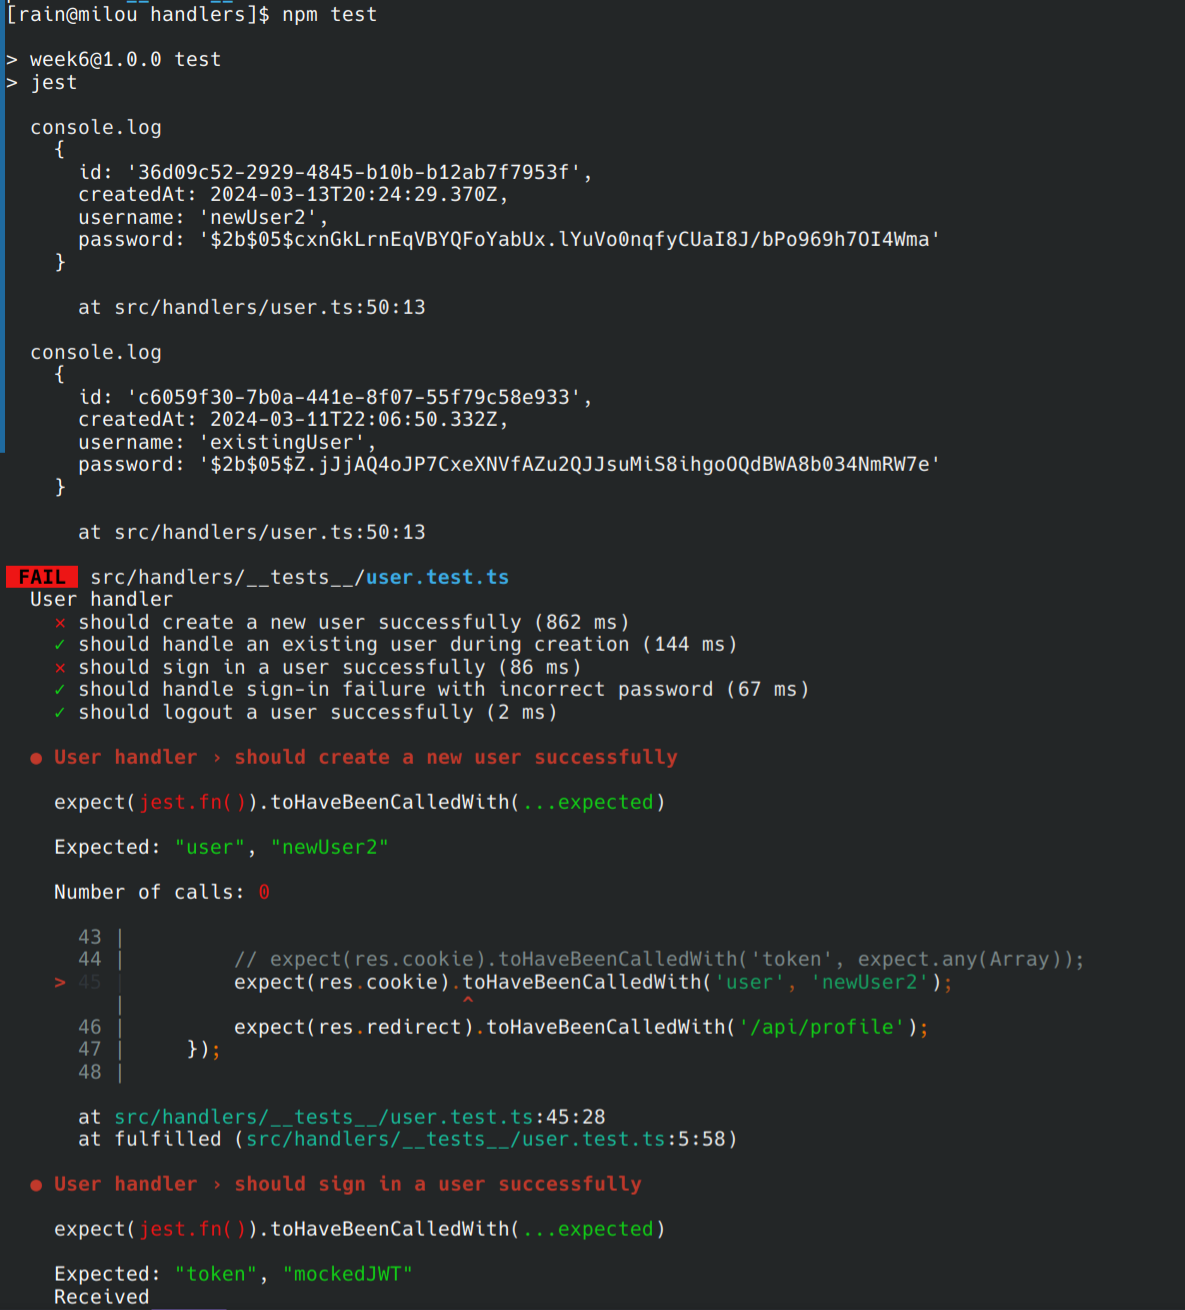 [rain@milou handlers]$ npm test
> week6@1.0.0 test
> jest
console.log
{
id: '36d09c52-2929-4845-b10b-b12ab7f7953f',
createdAt: 2024-03-13T20:24:29.370Z,
username: 'newUser2',
password: '$2b$05$cxnGkLrnEqVBYQFoYabUx.lYuVo0nqfyCUaI8J/bPo969h7OI4Wma'
}
at src/handlers/user.ts:50:13
console.log
{
id: 'c6059f30-7b0a-441e-8f07-55f79c58e933',
createdAt: 2024-03-11T22:06:50.332Z,
username: 'existingUser',
password: '$2b$05$Z.jJjAQ4oJP7CxeXNVfAZu2QJJsuMiS8ihgoOQdBWA8b034NmRW7e'
}
at src/handlers/user.ts:50:13
FAIL src/handlers/__tests__/user.test.ts
User handler
✕ should create a new user successfully (862 ms)
✓ should handle an existing user during creation (144 ms)
✕ should sign in a user successfully (86 ms)
✓ should handle sign-in failure with incorrect password (67 ms)
✓ should logout a user successfully (2 ms)
● User handler › should create a new user successfully
expect(jest.fn()).toHaveBeenCalledWith(...expected)
Expected: "user", "newUser2"
Number of calls: 0
43 |
44 | // expect(res.cookie).toHaveBeenCalledWith('token', expect.any(Array));
> 45 | expect(res.cookie).toHaveBeenCalledWith('user', 'newUser2');
| ^
46 | expect(res.redirect).toHaveBeenCalledWith('/api/profile');
47 | });
48 |
at src/handlers/__tests__/user.test.ts:45:28
at fulfilled (src/handlers/__tests__/user.test.ts:5:58)
● User handler › should sign in a user successfully
expect(jest.fn()).toHaveBeenCalledWith(...expected)
Expected: "token", "mockedJWT"
Received